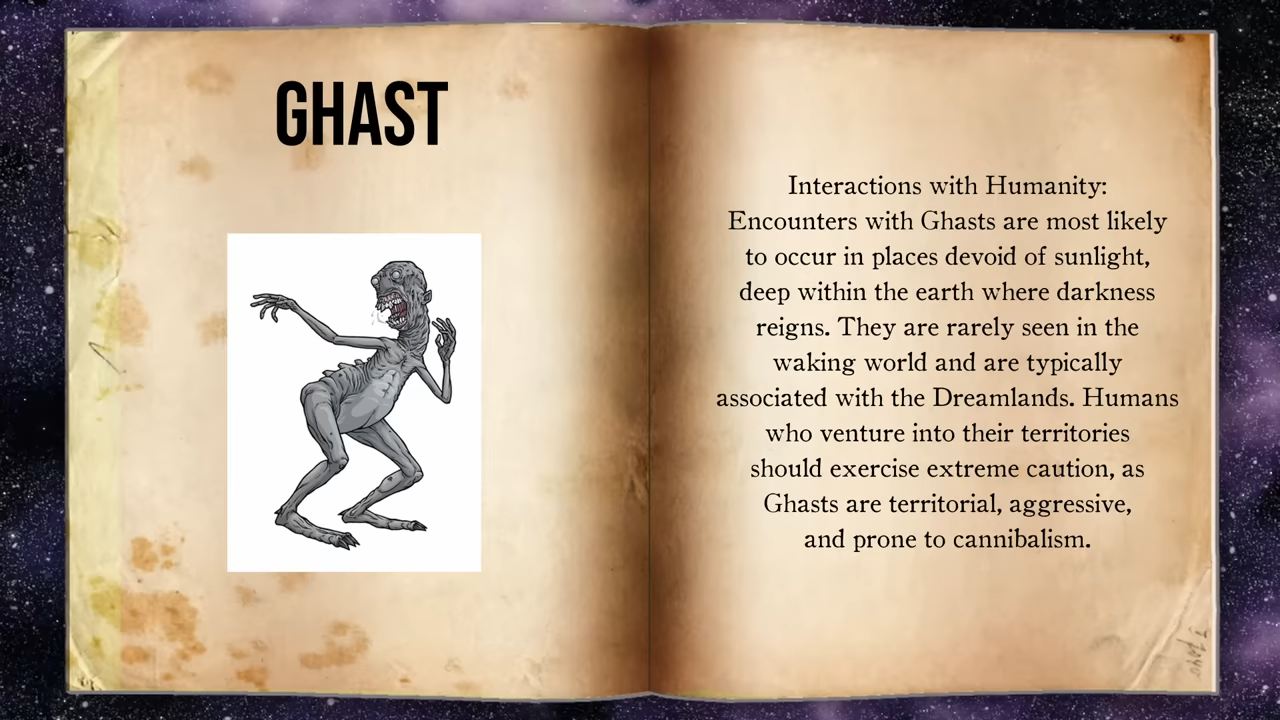 GHAST
Interactions with Humanity:
Encounters with Ghasts are most likely
to occur in places devoid of sunlight,
deep within the earth where darkness
reigns. They are rarely seen in the
waking world and are typically
associated with the Dreamlands. Humans
who venture into their territories
should exercise extreme caution, as
Ghasts are territorial, aggressive,
and prone to cannibalism.